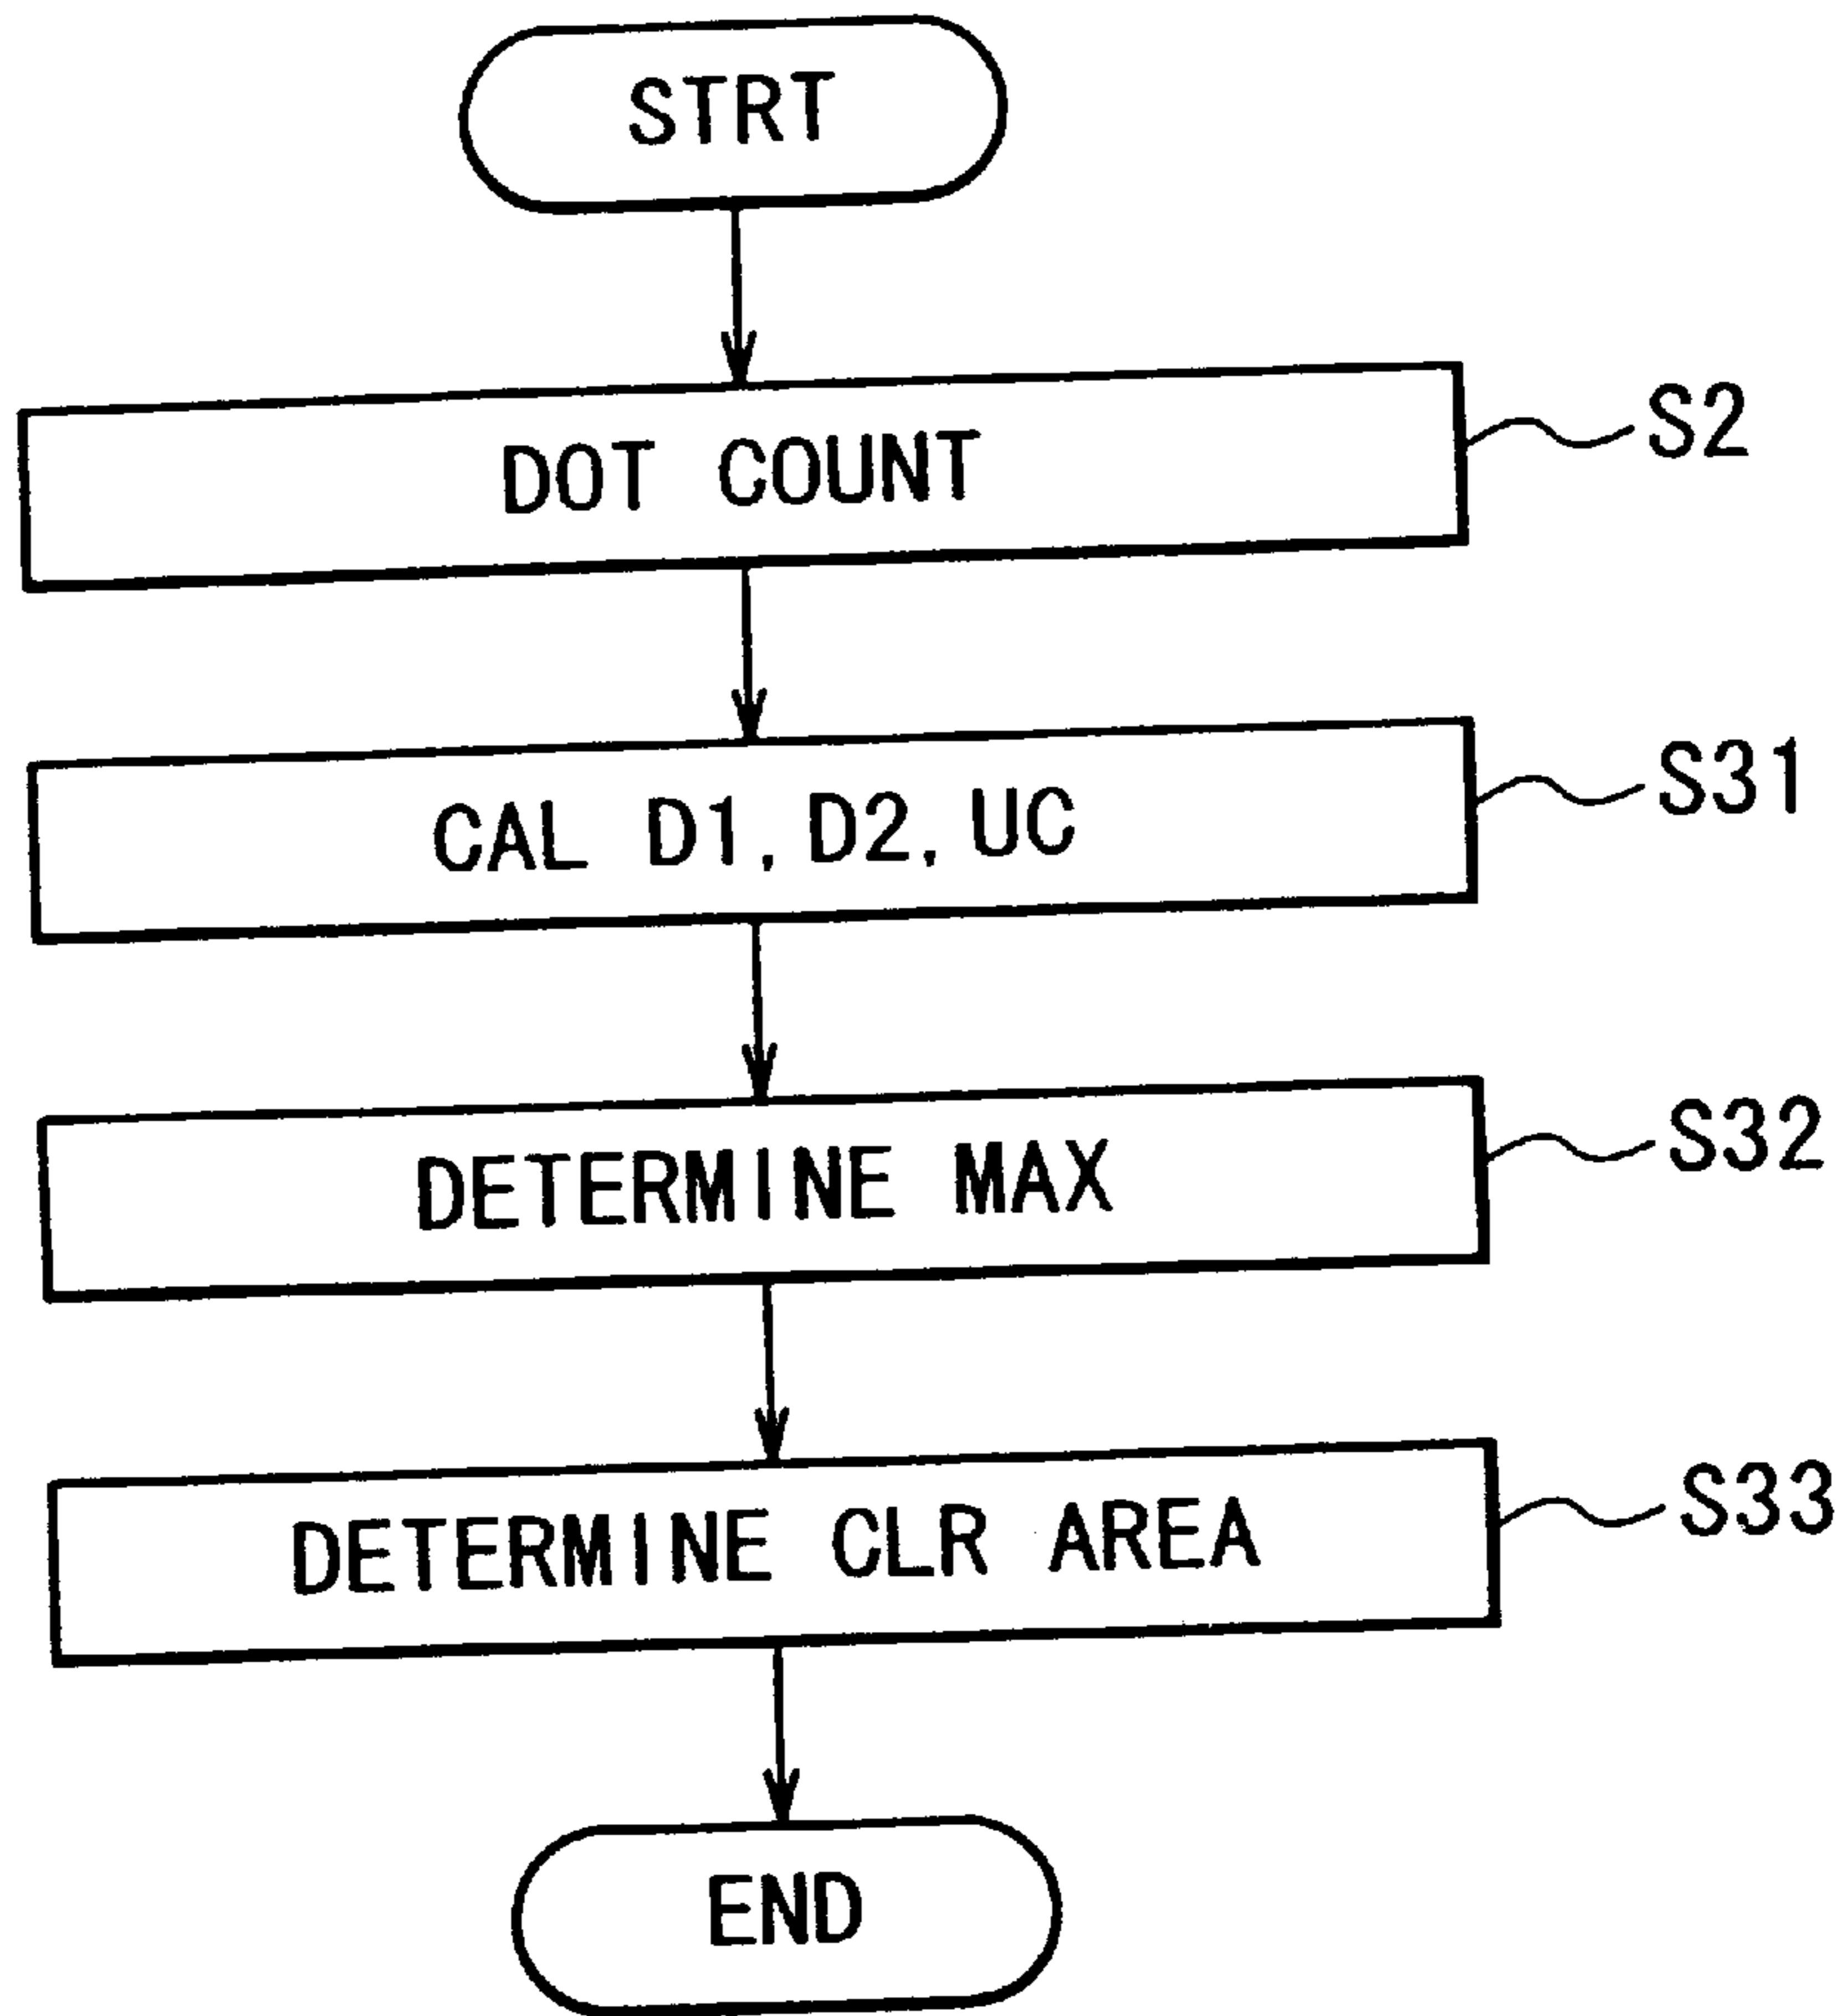 STRT
DOT COUNT
S2
CAL D1, D2, UC
S31
DETERMINE MAX
S32
DETERMINE CLR AREA
S33
END